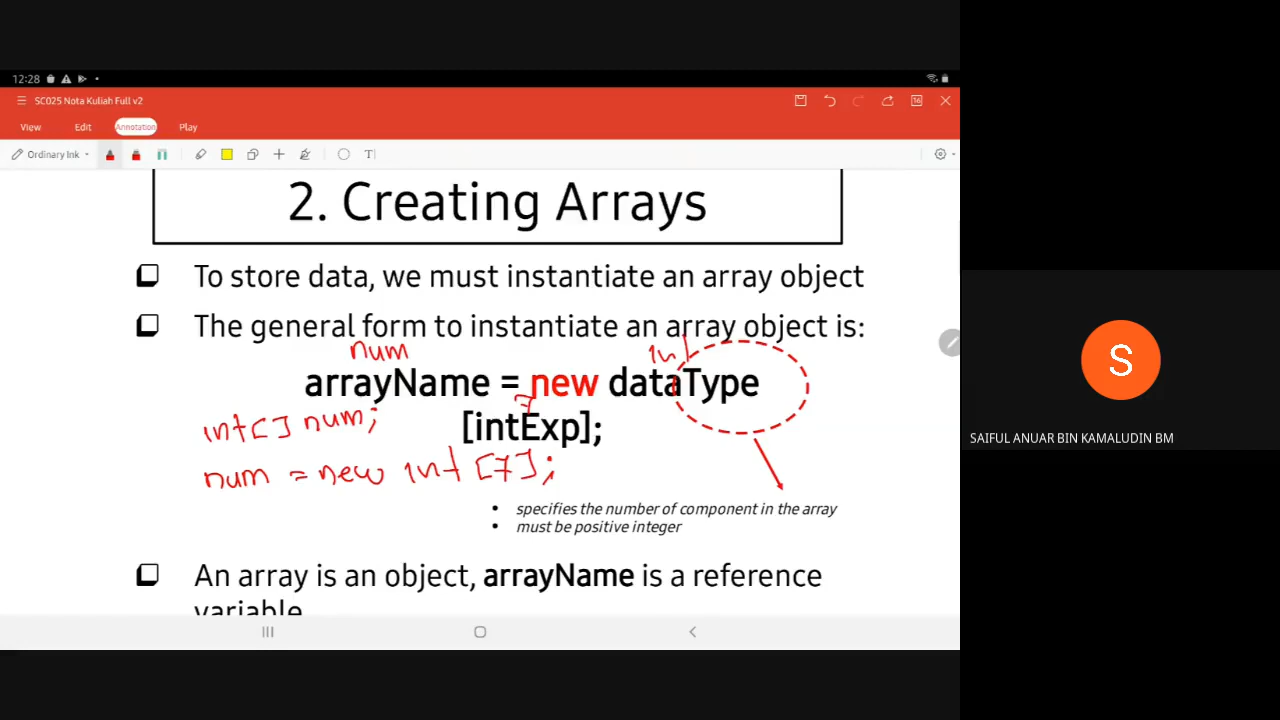 12:28
SC025 Nota Kuliah Full v2
16
View Edit Annotation Play
Ordinary Ink T
2. Creating Arrays
To store data, we must instantiate an array object
The general form to instantiate an array object is:
num int
arrayName = new dataType
7
[intExp];
int[] num;
num = new int [7];
• specifies the number of component in the array
• must be positive integer
An array is an object, arrayName is a reference
variable
S
SAIFUL ANUAR BIN KAMALUDIN BM